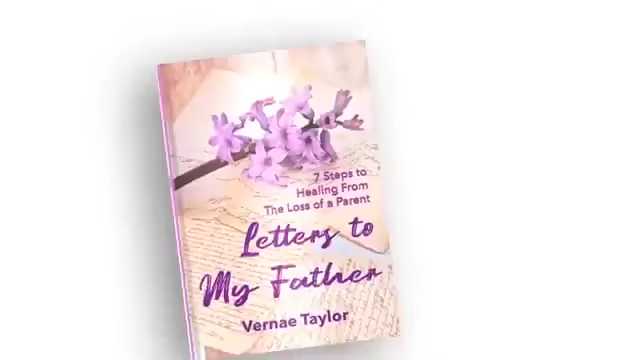 7 Steps to
Healing From
The Loss of a Parent
Letters to
My Father
Vernae Taylor